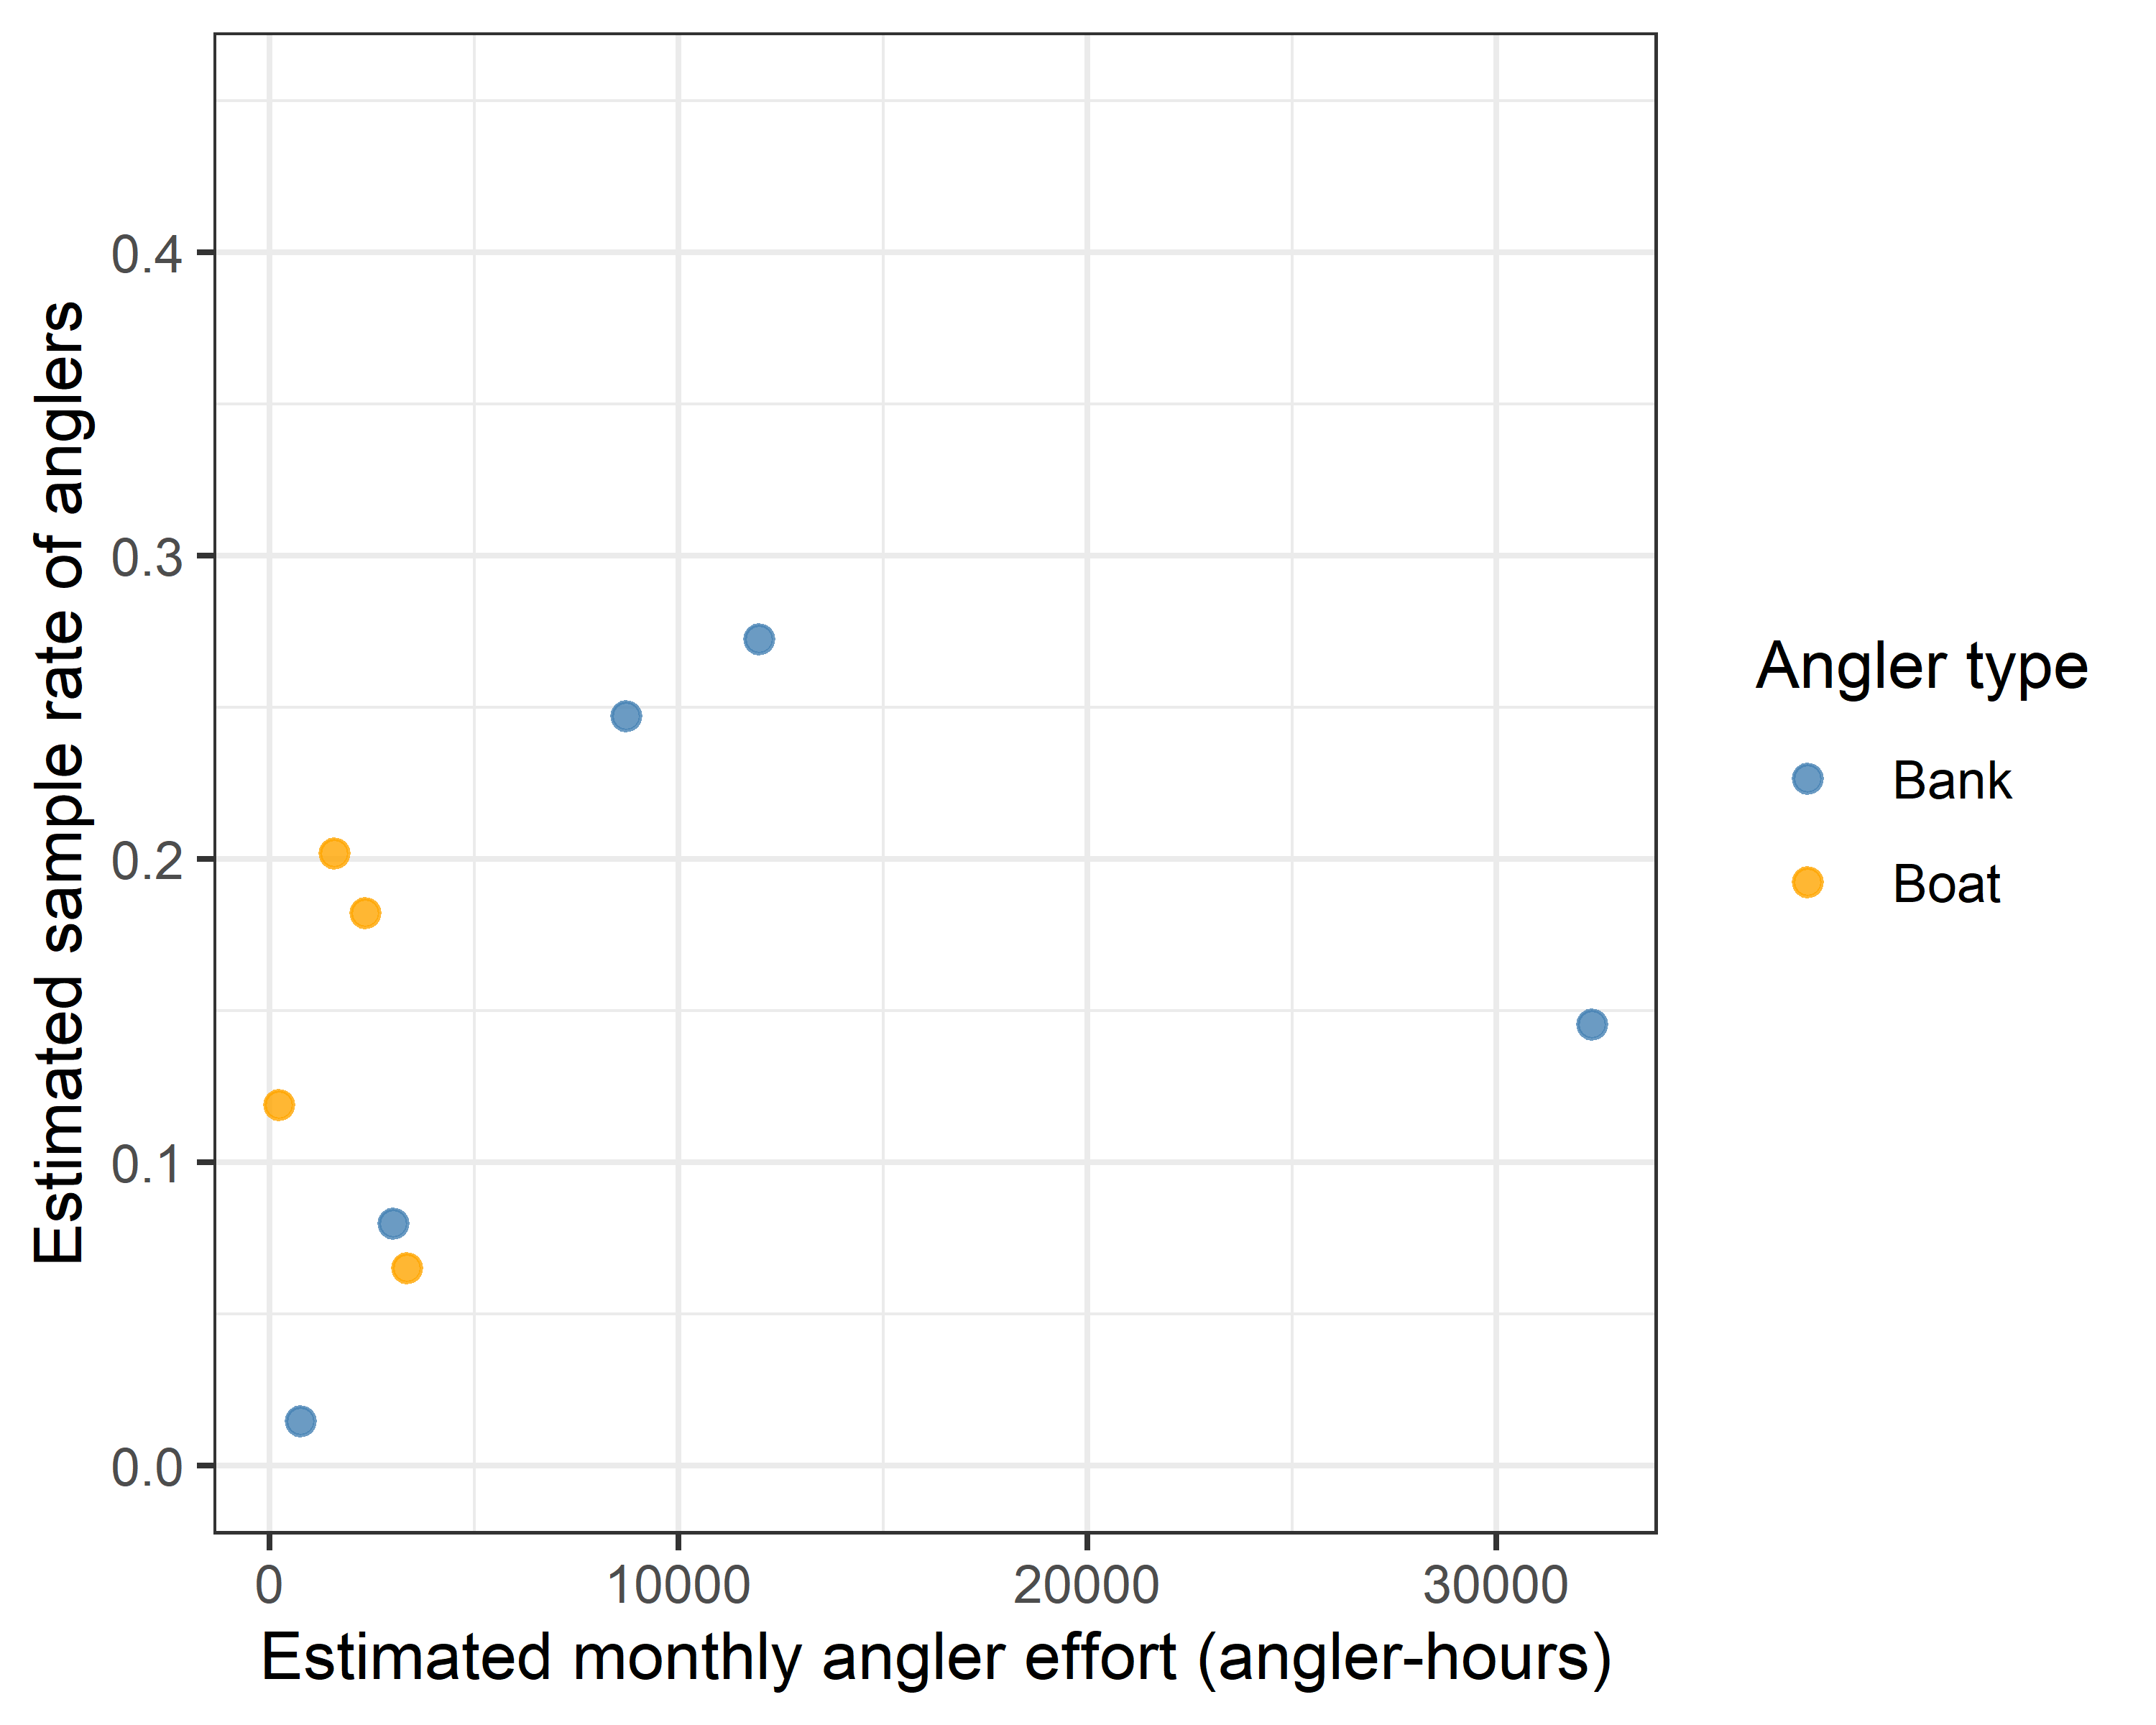 Estimated sample rate of anglers
0.4
0.3
0.2
0.1
0.0
0 10000 20000 30000
Estimated monthly angler effort (angler-hours)
Angler type
Bank
Boat